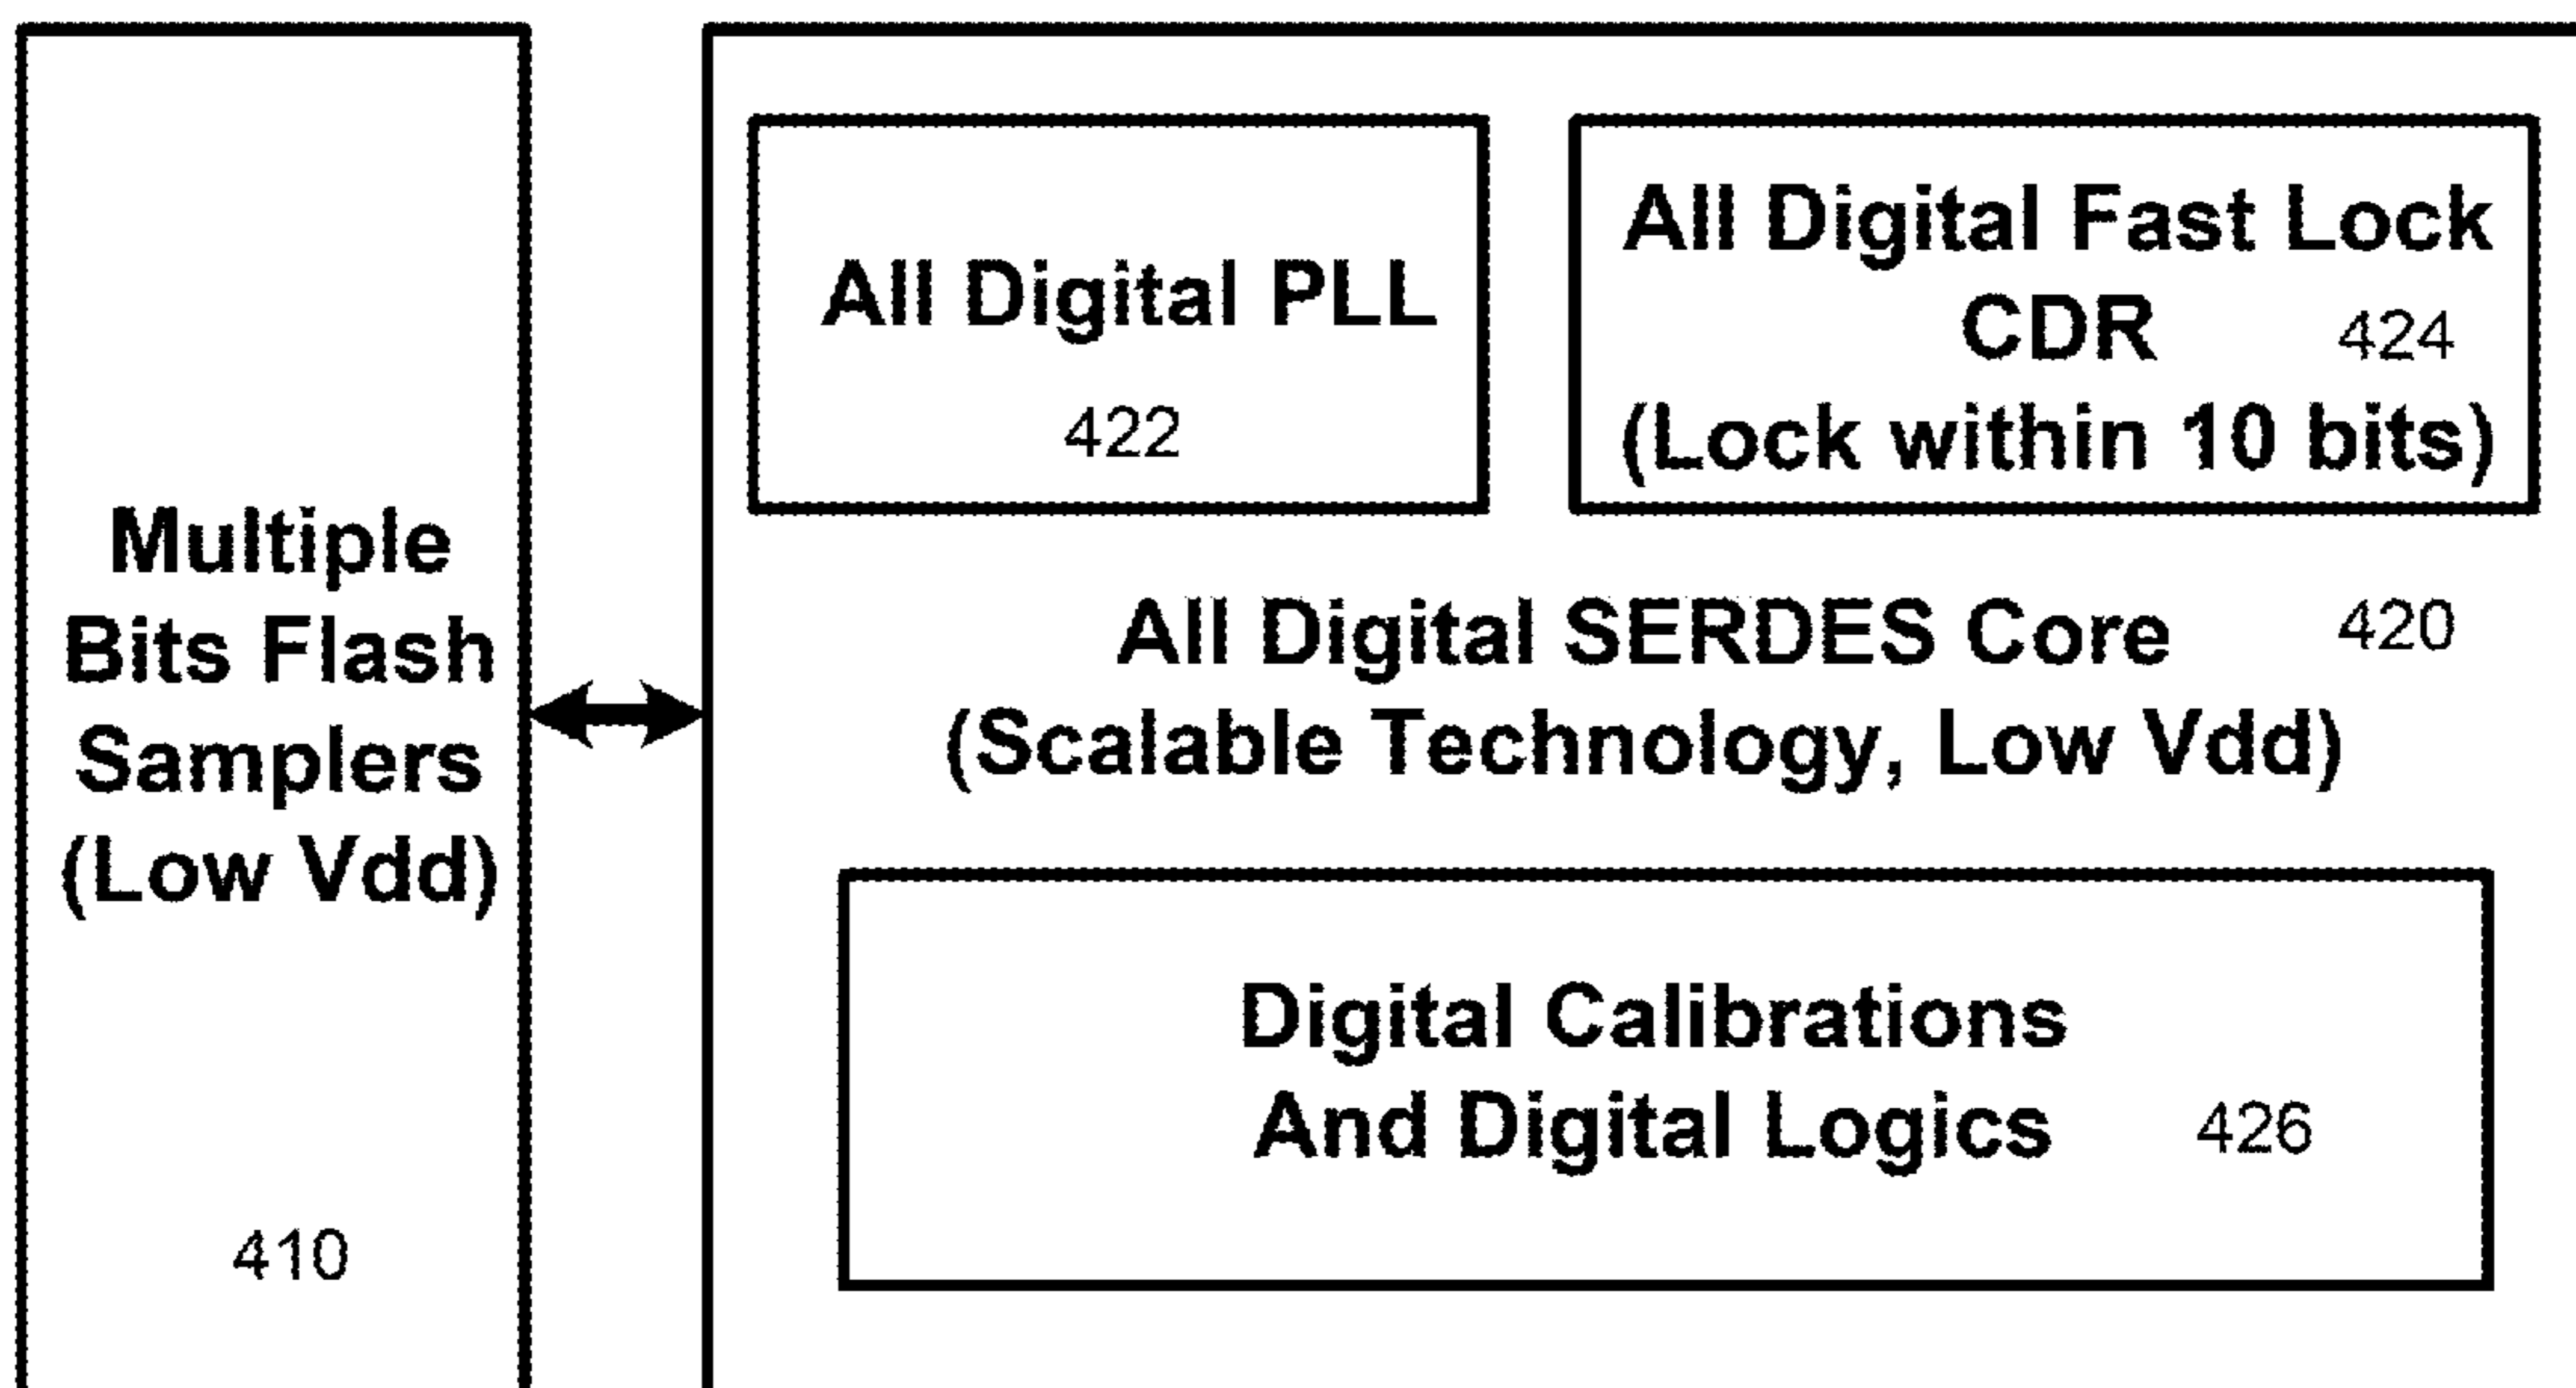 Multiple
Bits Flash
Samplers
(Low Vdd)
410
All Digital PLL
422
All Digital Fast Lock
CDR 424
(Lock within 10 bits)
All Digital SERDES Core 420
(Scalable Technology, Low Vdd)
Digital Calibrations
And Digital Logics 426